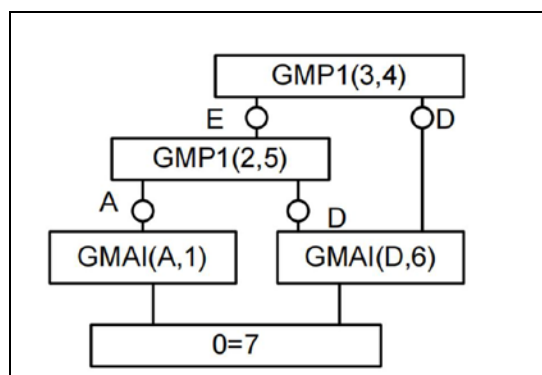 GMP1(3,4)
E D
GMP1(2,5)
A D
GMAI(A,1) GMAI(D,6)
0=7